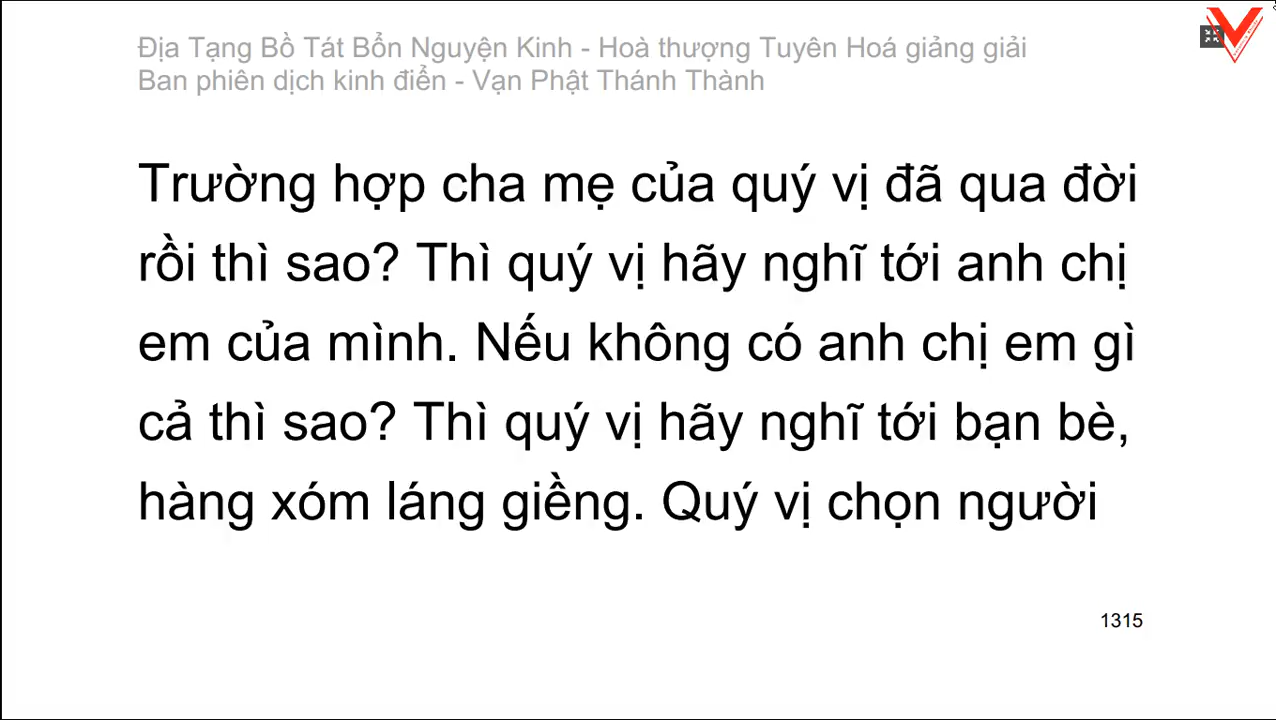 Địa Tạng Bồ Tát Bổn Nguyện Kinh - Hoà thượng Tuyên Hoá giảng giải
Ban phiên dịch kinh điển - Vạn Phật Thánh Thành
Trường hợp cha mẹ của quý vị đã qua đời
rồi thì sao? Thì quý vị hãy nghĩ tới anh chị
em của mình. Nếu không có anh chị em gì
cả thì sao? Thì quý vị hãy nghĩ tới bạn bè,
hàng xóm láng giềng. Quý vị chọn người
1315